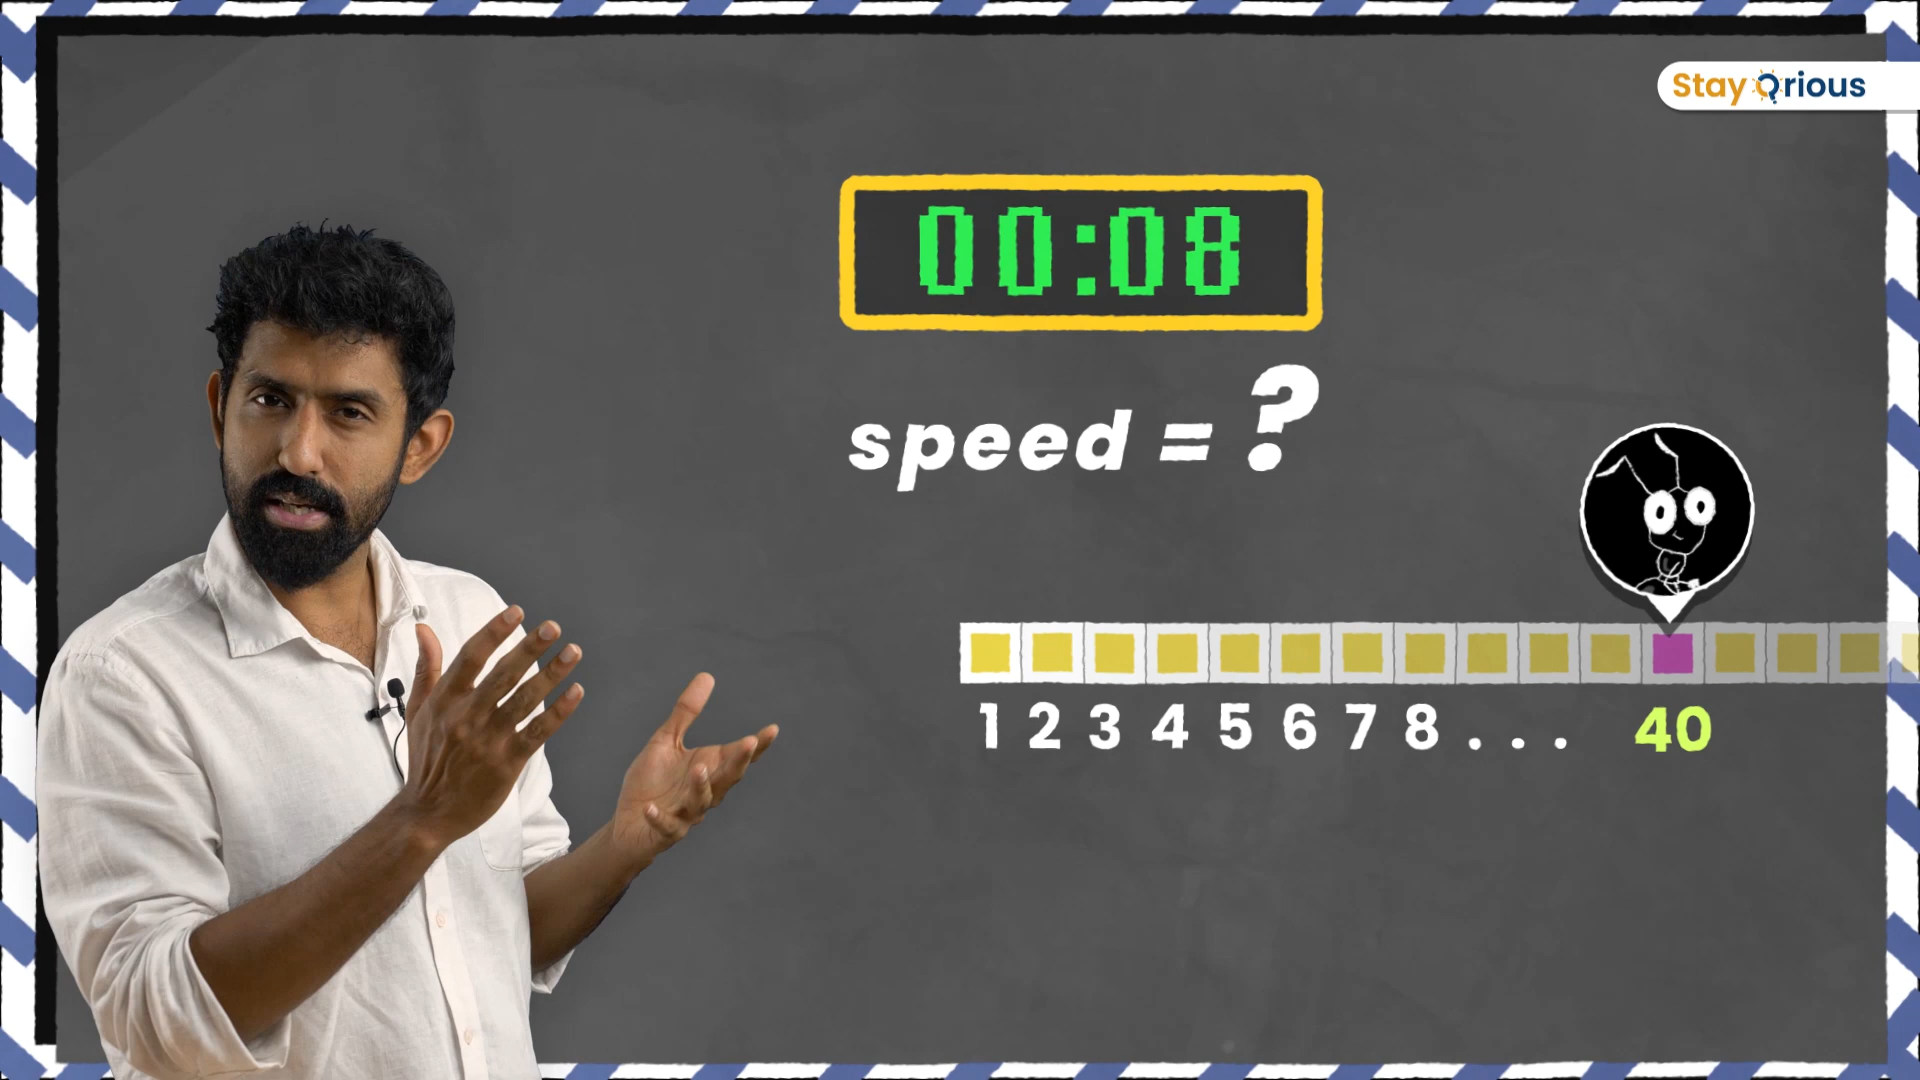 Stay Qrious
00:08
speed = ?
1 2 3 4 5 6 7 8 . . . 40